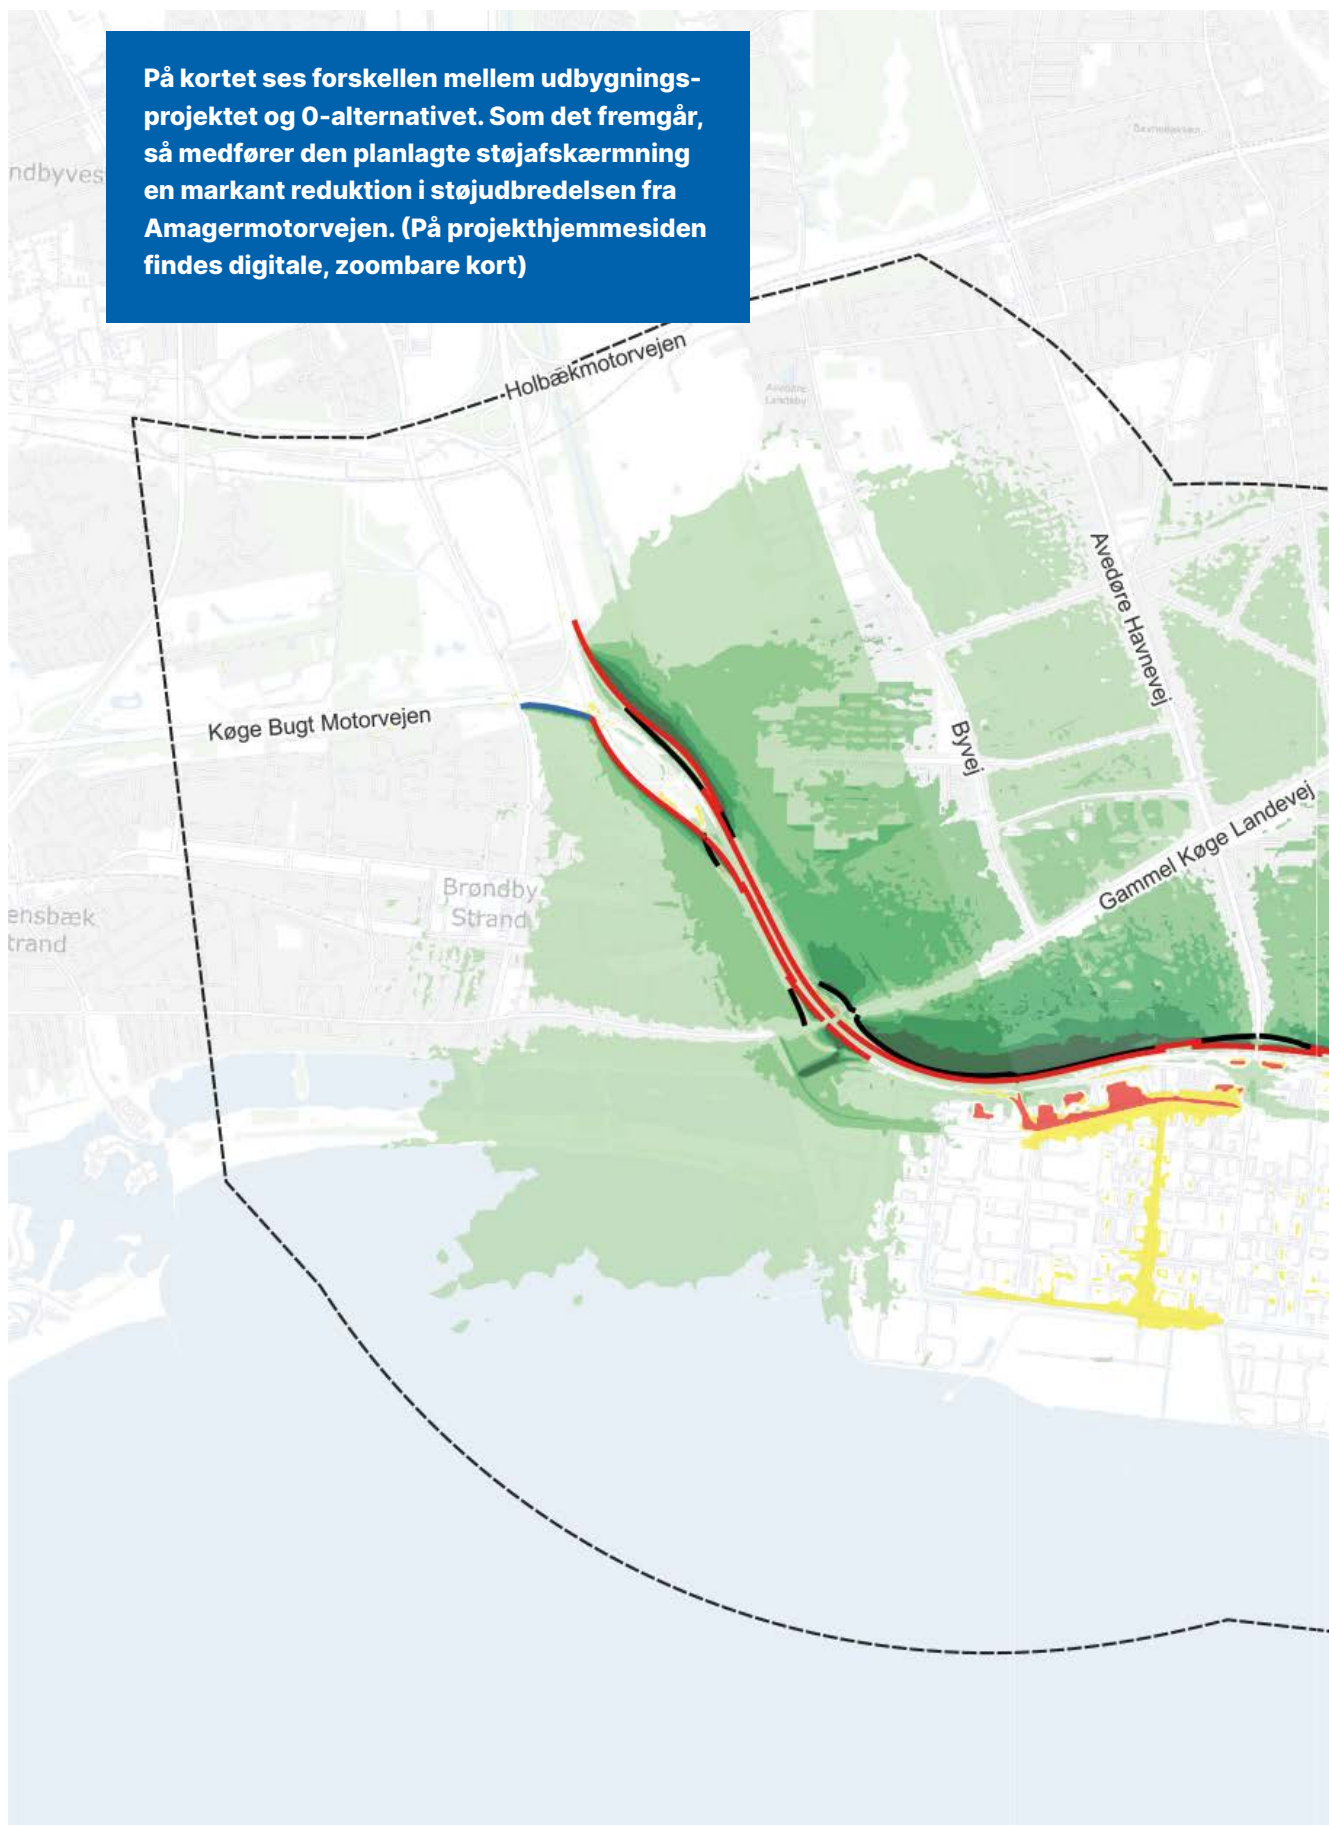 På kortet ses forskellen mellem udbygnings-
projektet og 0-alternativet. Som det fremgår,
så medfører den planlagte støjafskærmning
en markant reduktion i støjudbredelsen fra
Amagermotorvejen. (På projekthjemmesiden
findes digitale, zoombare kort)
ndbyves
Holbækmotorvejen
Avedøre
Landsby
Avedøre Havnevej
Køge Bugt Motorvejen
Byvej
Gammel Køge Landevej
Brøndby
Strand
ensbæk
trand